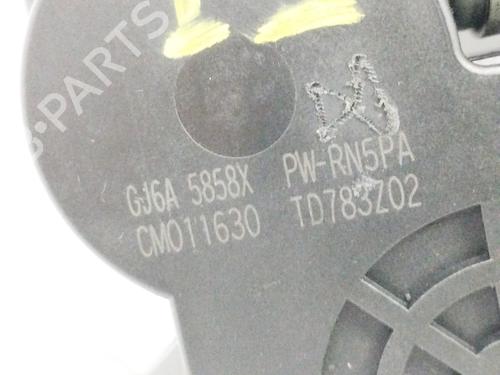 B-PARTS
GJ6A 5858X PW-RN5PA
CM011630 TD783Z02